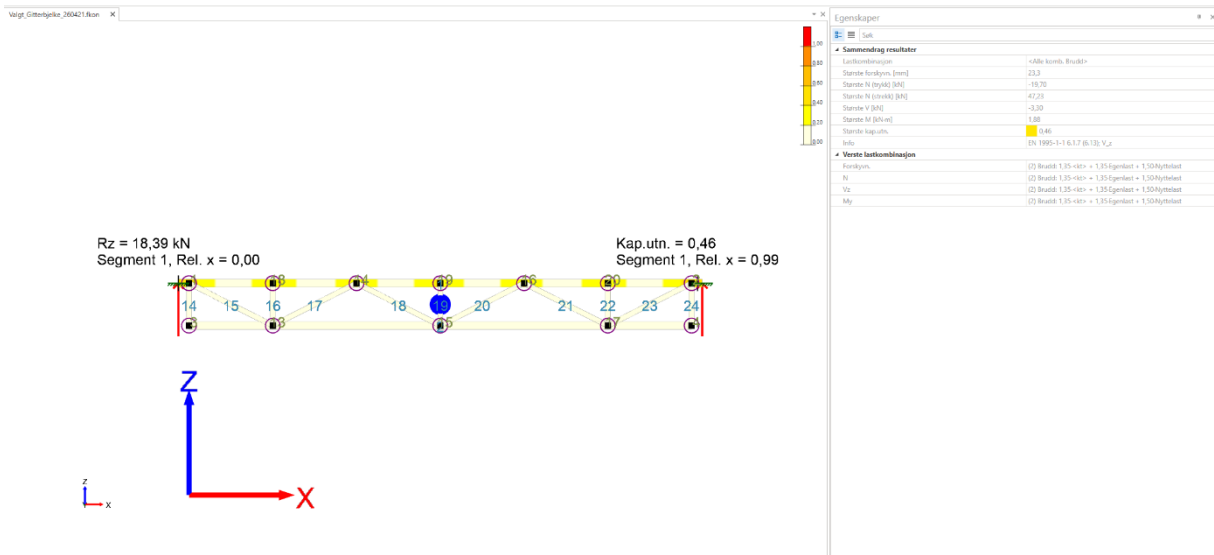 Valgt_Gitterbjelke_260421.fkon
Egenskaper
Søk
Sammendrag resultater
Lastkombinasjon <Alle komb. Brudd>
Største forskyvn. [mm] 23,3
Største N (trykk) [kN] -19,70
Største N (strekk) [kN] 47,23
Største V [kN] -3,30
Største M [kN·m] 1,88
Største kap.utn. 0,46
Info EN 1995-1-1 6.1.7 (6.13): V_z
Verste lastkombinasjon
Forskyvn. (2) Brudd: 1,35·<kt> + 1,35·Egenlast + 1,50·Nyttelast
N (2) Brudd: 1,35·<kt> + 1,35·Egenlast + 1,50·Nyttelast
Vz (2) Brudd: 1,35·<kt> + 1,35·Egenlast + 1,50·Nyttelast
My (2) Brudd: 1,35·<kt> + 1,35·Egenlast + 1,50·Nyttelast
1,00
0,80
0,60
0,40
0,20
0,00
Rz = 18,39 kN
Segment 1, Rel. x = 0,00
Kap.utn. = 0,46
Segment 1, Rel. x = 0,99
14 15 16 17 18 19 20 21 22 23 24
Z
X
z
x